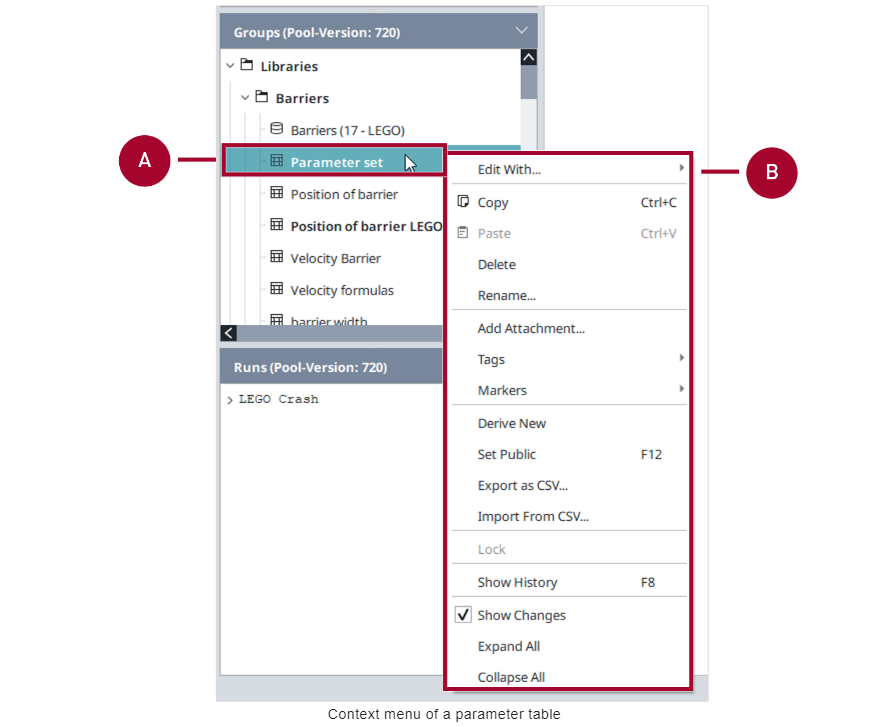 Groups (Pool-Version: 720)
Libraries
Barriers
Barriers (17 - LEGO)
Parameter set
Position of barrier
Position of barrier LEGO
Velocity Barrier
Velocity formulas
barrier width
Runs (Pool-Version: 720)
LEGO Crash
A
B
Edit With...
Copy Ctrl+C
Paste Ctrl+V
Delete
Rename...
Add Attachment...
Tags
Markers
Derive New
Set Public F12
Export as CSV...
Import From CSV...
Lock
Show History F8
Show Changes
Expand All
Collapse All
Context menu of a parameter table